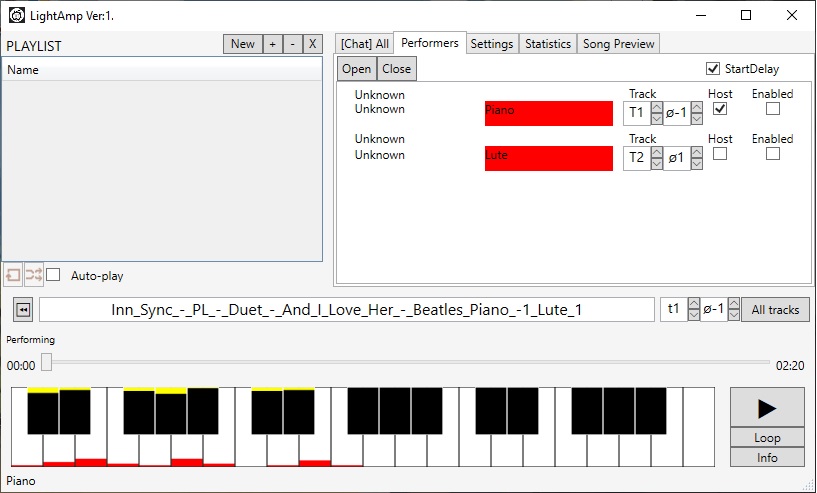 LightAmp Ver:1.
PLAYLIST
New + - X
Name
Auto-play
[Chat] All Performers Settings Statistics Song Preview
Open Close
StartDelay
Unknown Track Host Enabled
Unknown Piano T1 ø-1
Unknown Track Host Enabled
Unknown Lute T2 ø1
Inn_Sync_-_PL_-_Duet_-_And_I_Love_Her_-_Beatles_Piano_-1_Lute_1 t1 ø-1 All tracks
Performing
00:00 02:20
Loop
Info
Piano